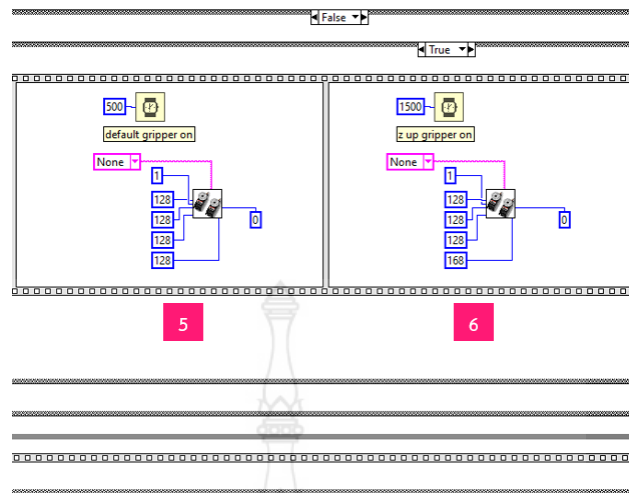 False
True
500
1500
default gripper on
z up gripper on
None
None
1
1
128
128
128
0
128
0
128
128
128
168
5
6